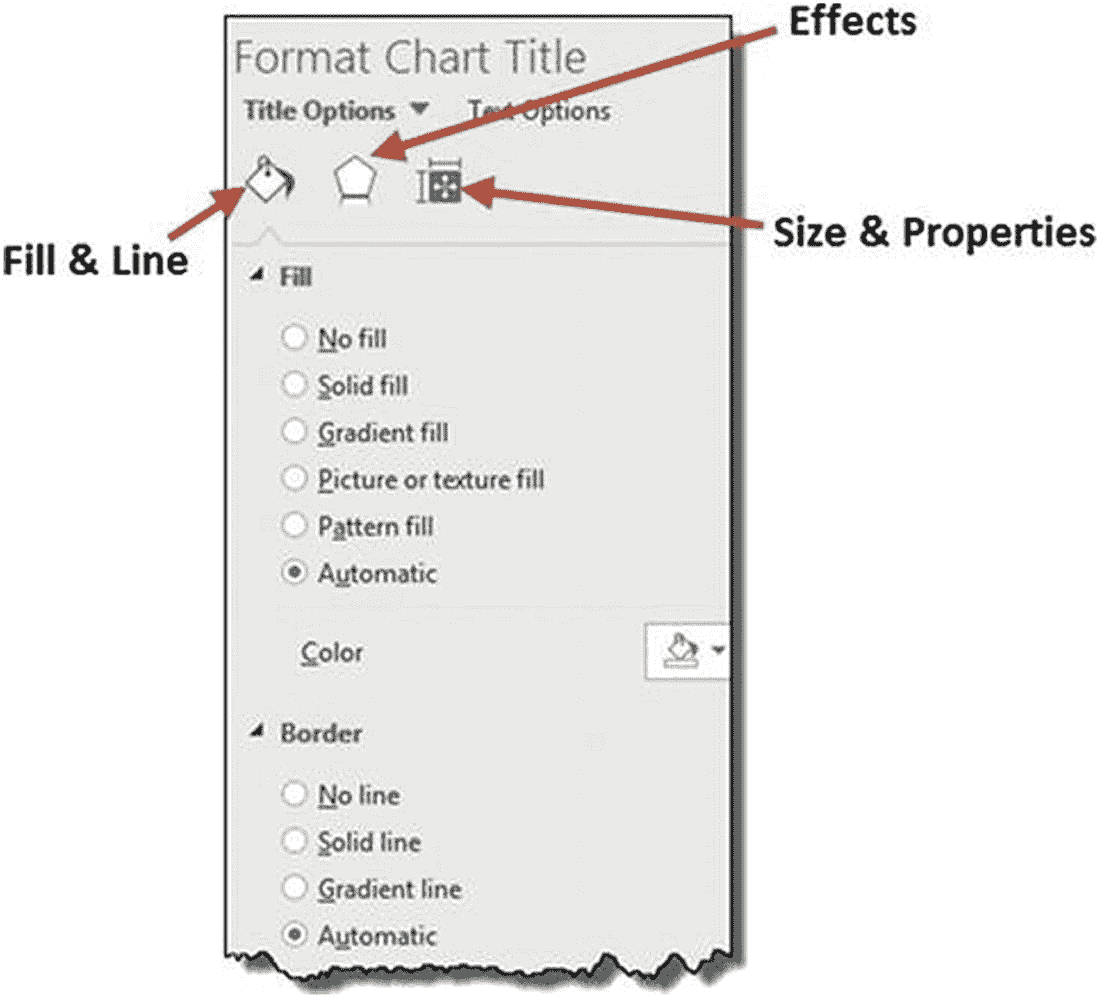 Effects
Format Chart Title
Title Options Text Options
Size & Properties
Fill & Line
Fill
No fill
Solid fill
Gradient fill
Picture or texture fill
Pattern fill
Automatic
Color
Border
No line
Solid line
Gradient line
Automatic